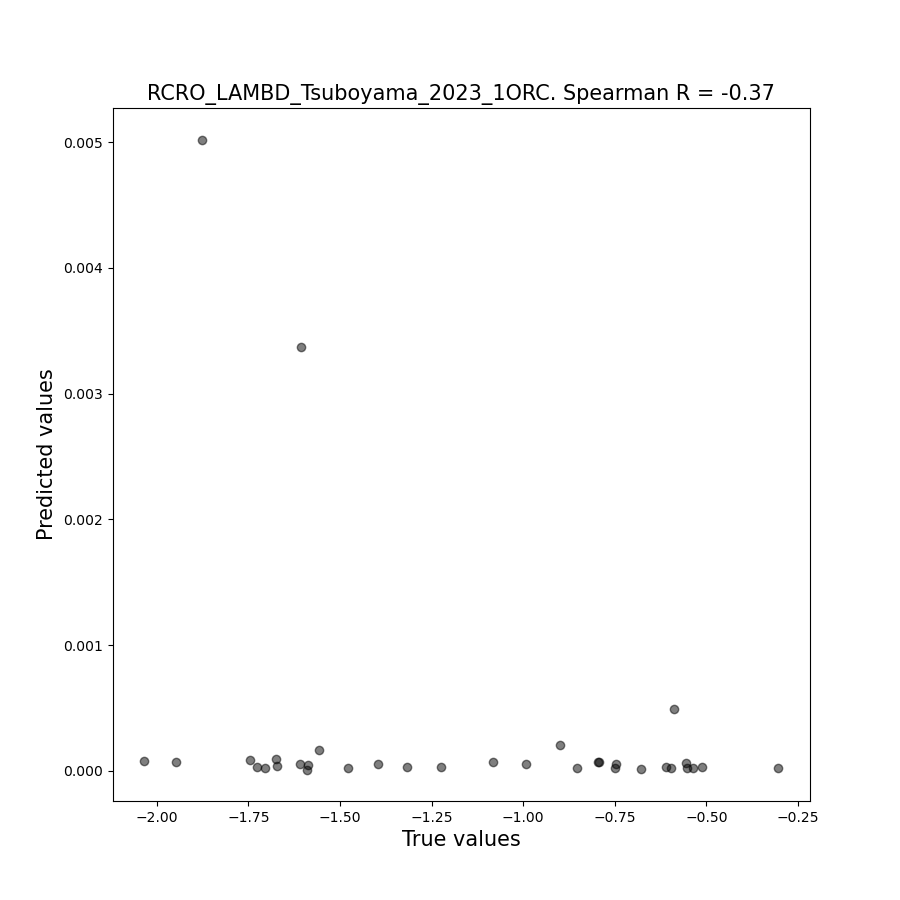 RCRO_LAMBD_Tsuboyama_2023_1ORC. Spearman R = -0.37
0.005
0.004
0.003
0.002
0.001
0.000
Predicted values
−2.00 −1.75 −1.50 −1.25 −1.00 −0.75 −0.50 −0.25
True values